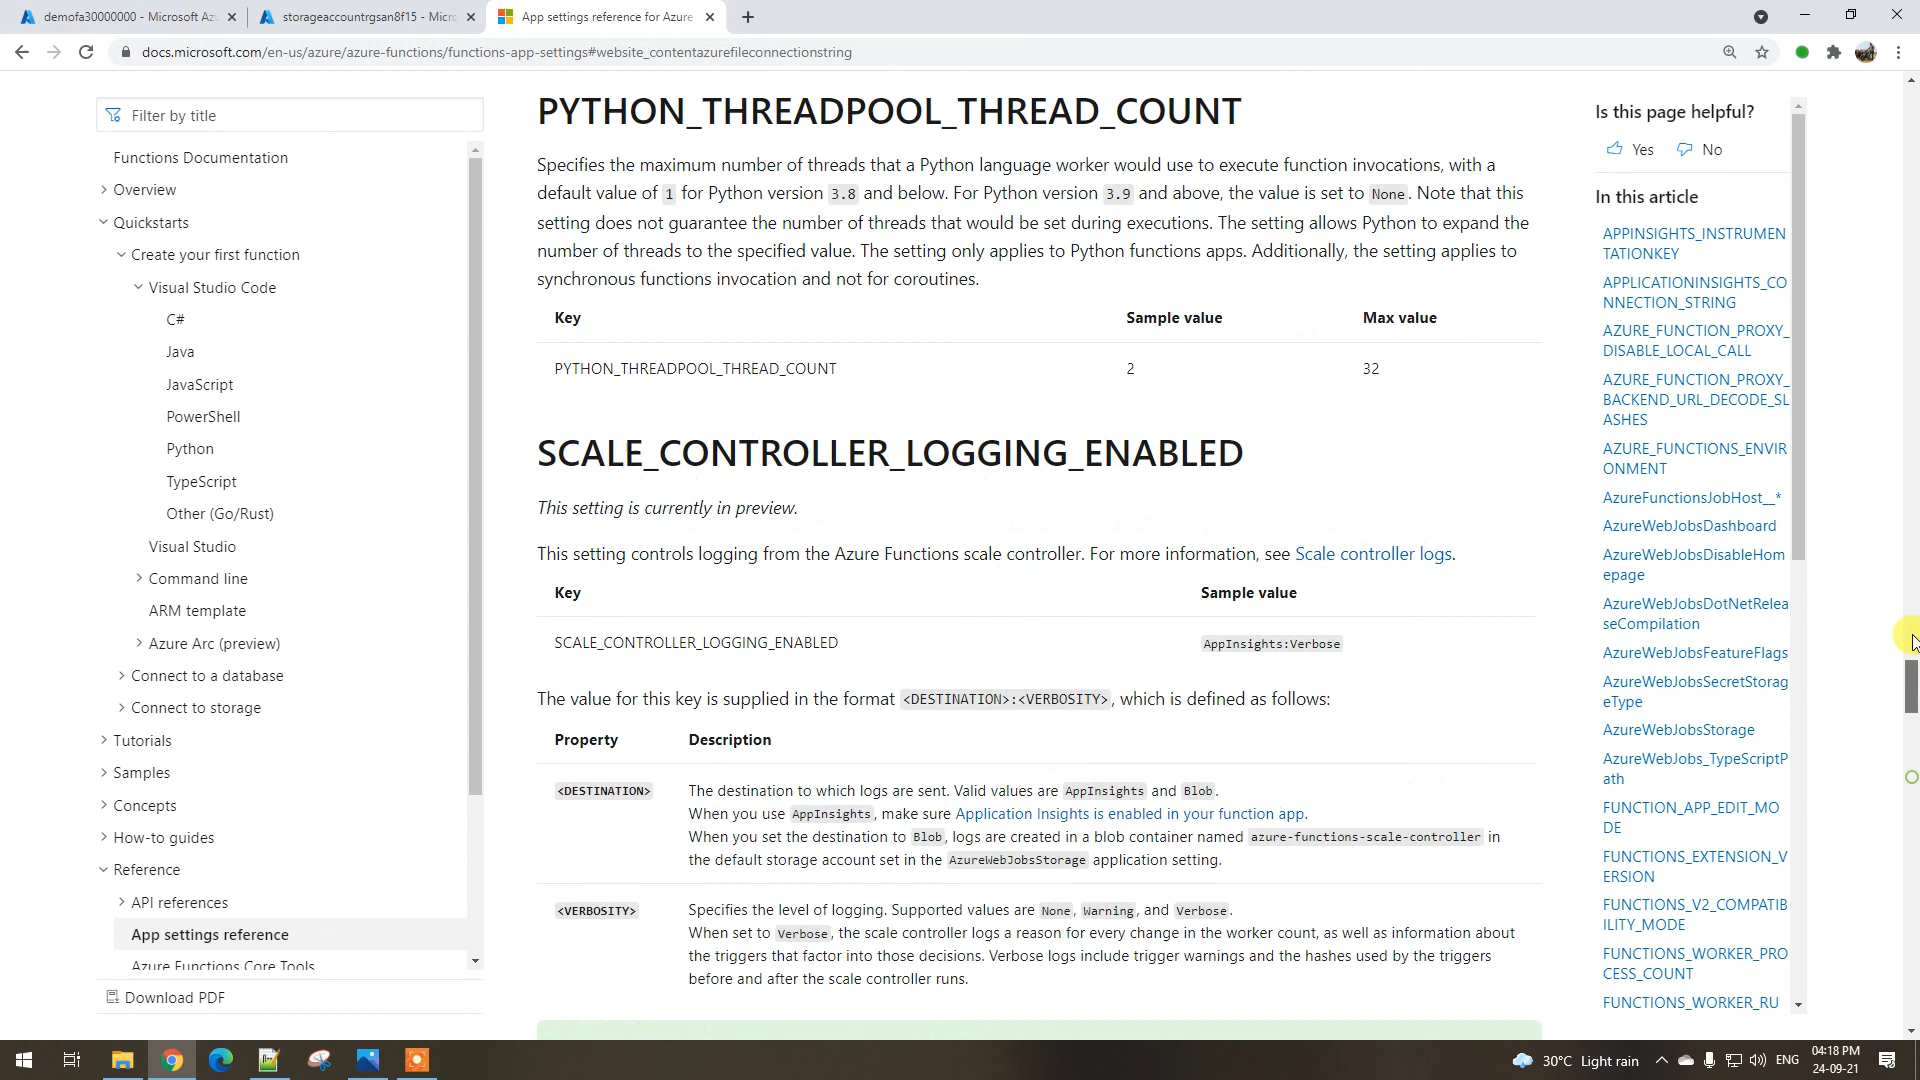 demofa30000000 - Microsoft Az
storageaccountrgsan8f15 - Micro
App settings reference for Azure
docs.microsoft.com/en-us/azure/azure-functions/functions-app-settings#website_contentazurefileconnectionstring
Filter by title
Functions Documentation
Overview
Quickstarts
Create your first function
Visual Studio Code
C#
Java
JavaScript
PowerShell
Python
TypeScript
Other (Go/Rust)
Visual Studio
Command line
ARM template
Azure Arc (preview)
Connect to a database
Connect to storage
Tutorials
Samples
Concepts
How-to guides
Reference
API references
App settings reference
Azure Functions Core Tools
Download PDF
PYTHON_THREADPOOL_THREAD_COUNT
Specifies the maximum number of threads that a Python language worker would use to execute function invocations, with a
default value of 1 for Python version 3.8 and below. For Python version 3.9 and above, the value is set to None. Note that this
setting does not guarantee the number of threads that would be set during executions. The setting allows Python to expand the
number of threads to the specified value. The setting only applies to Python functions apps. Additionally, the setting applies to
synchronous functions invocation and not for coroutines.
Key Sample value Max value
PYTHON_THREADPOOL_THREAD_COUNT 2 32
SCALE_CONTROLLER_LOGGING_ENABLED
This setting is currently in preview.
This setting controls logging from the Azure Functions scale controller. For more information, see Scale controller logs.
Key Sample value
SCALE_CONTROLLER_LOGGING_ENABLED AppInsights:Verbose
The value for this key is supplied in the format <DESTINATION>:<VERBOSITY>, which is defined as follows:
Property Description
<DESTINATION> The destination to which logs are sent. Valid values are AppInsights and Blob.
When you use AppInsights, make sure Application Insights is enabled in your function app.
When you set the destination to Blob, logs are created in a blob container named azure-functions-scale-controller in
the default storage account set in the AzureWebJobsStorage application setting.
<VERBOSITY> Specifies the level of logging. Supported values are None, Warning, and Verbose.
When set to Verbose, the scale controller logs a reason for every change in the worker count, as well as information about
the triggers that factor into those decisions. Verbose logs include trigger warnings and the hashes used by the triggers
before and after the scale controller runs.
Is this page helpful?
Yes No
In this article
APPINSIGHTS_INSTRUMEN
TATIONKEY
APPLICATIONINSIGHTS_CO
NNECTION_STRING
AZURE_FUNCTION_PROXY_
DISABLE_LOCAL_CALL
AZURE_FUNCTION_PROXY_
BACKEND_URL_DECODE_SL
ASHES
AZURE_FUNCTIONS_ENVIR
ONMENT
AzureFunctionsJobHost__*
AzureWebJobsDashboard
AzureWebJobsDisableHom
epage
AzureWebJobsDotNetRelea
seCompilation
AzureWebJobsFeatureFlags
AzureWebJobsSecretStorag
eType
AzureWebJobsStorage
AzureWebJobs_TypeScriptP
ath
FUNCTION_APP_EDIT_MO
DE
FUNCTIONS_EXTENSION_V
ERSION
FUNCTIONS_V2_COMPATIB
ILITY_MODE
FUNCTIONS_WORKER_PRO
CESS_COUNT
FUNCTIONS_WORKER_RU
30°C Light rain
ENG
04:18 PM
24-09-21